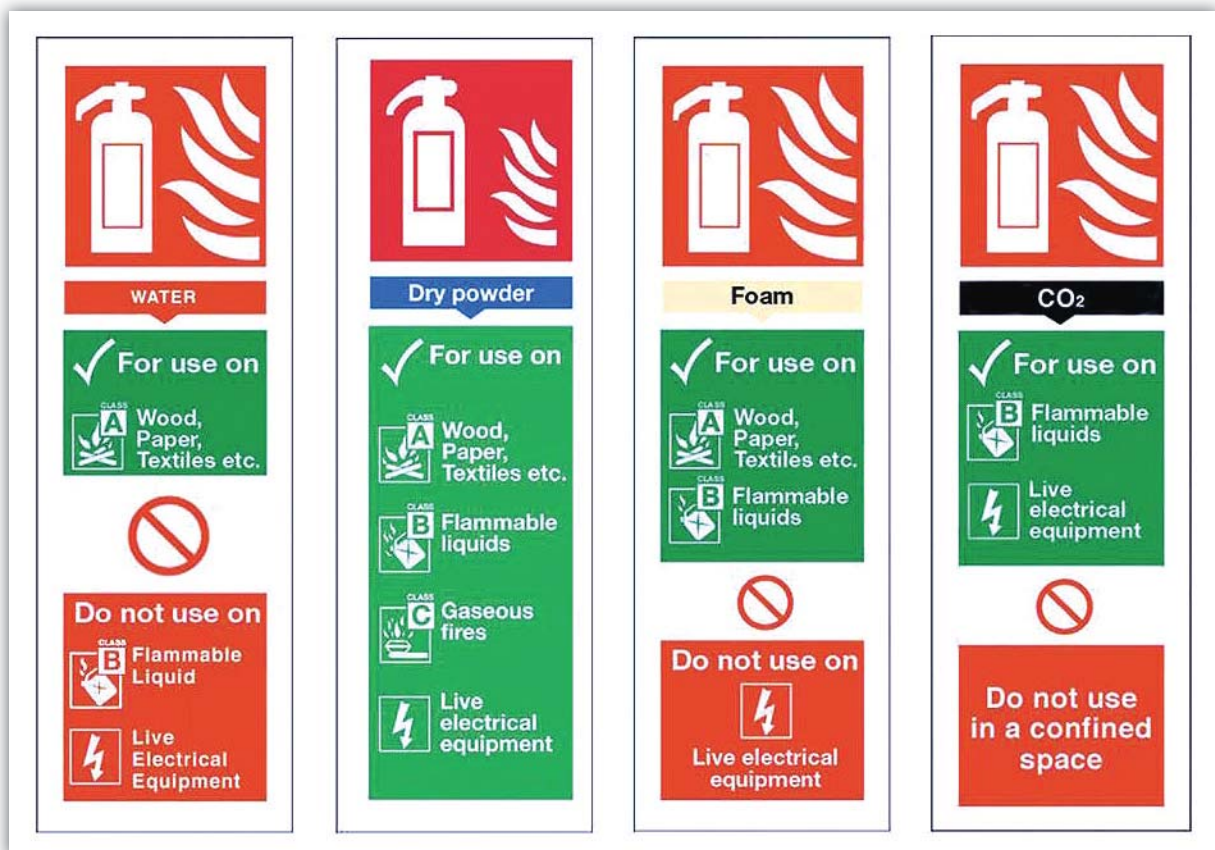 WATER
For use on
CLASS
A
Wood,
Paper,
Textiles etc.
Do not use on
CLASS
B
Flammable
Liquid
Live
Electrical
Equipment
Dry powder
For use on
CLASS
A
Wood,
Paper,
Textiles etc.
CLASS
B
Flammable
liquids
CLASS
C
Gaseous
fires
Live
electrical
equipment
Foam
For use on
CLASS
A
Wood,
Paper,
Textiles etc.
CLASS
B
Flammable
liquids
Do not use on
Live electrical
equipment
CO₂
For use on
CLASS
B
Flammable
liquids
Live
electrical
equipment
Do not use
in a confined
space